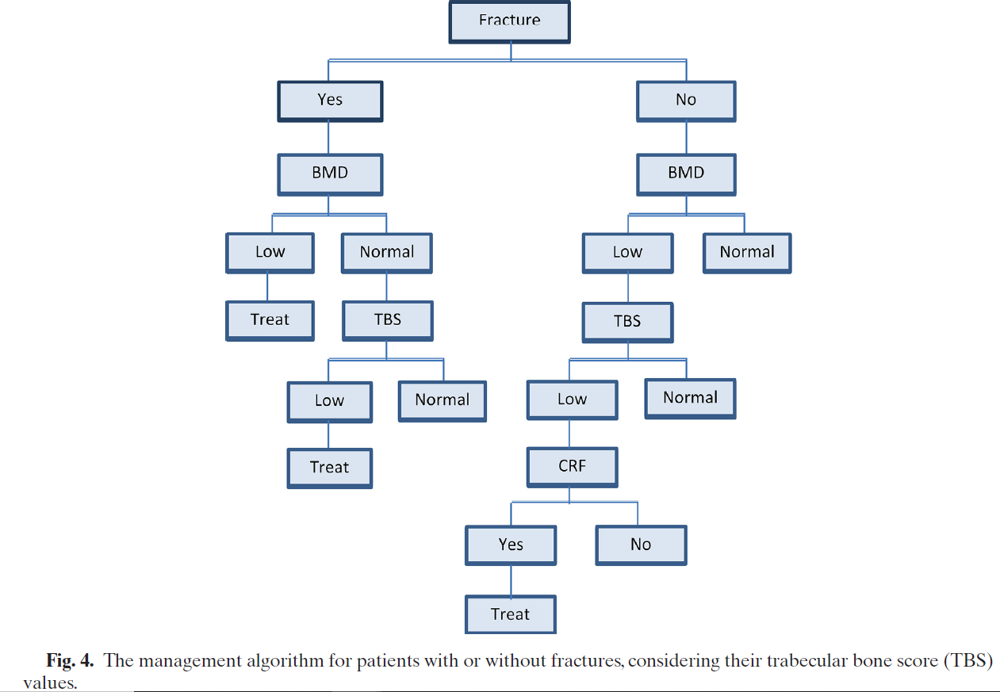 Fracture
Yes
No
BMD
BMD
Low
Normal
Low
Normal
Treat
TBS
TBS
Low
Normal
Low
Normal
Treat
CRF
Yes
No
Treat
Fig. 4. The management algorithm for patients with or without fractures, considering their trabecular bone score (TBS)
values.